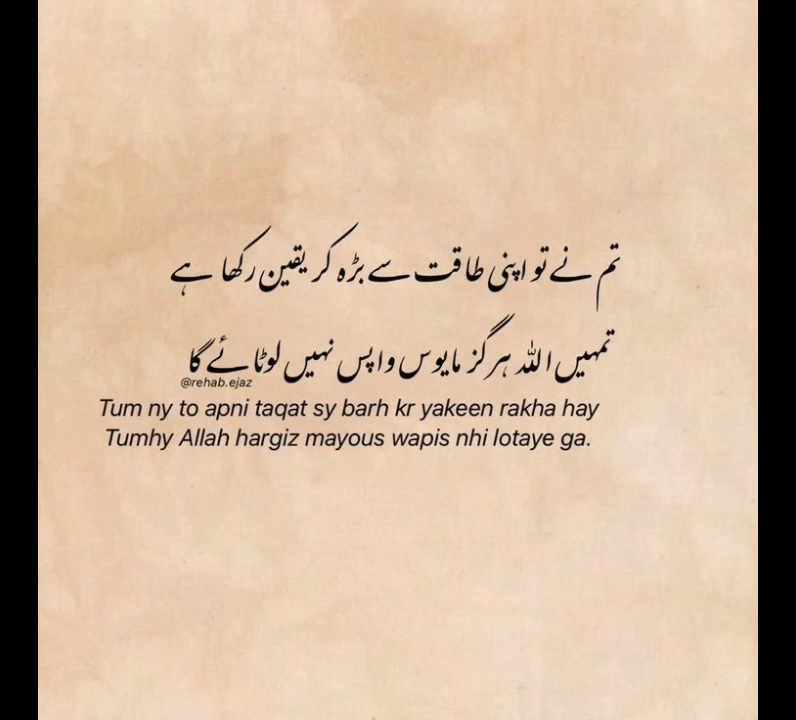 تم نے تو اپنی طاقت سے بڑھ کر یقین رکھا ہے
تمہیں اللہ ہرگز مایوس واپس نہیں لوٹائے گا
@rehab.ejaz
Tum ny to apni taqat sy barh kr yakeen rakha hay
Tumhy Allah hargiz mayous wapis nhi lotaye ga.